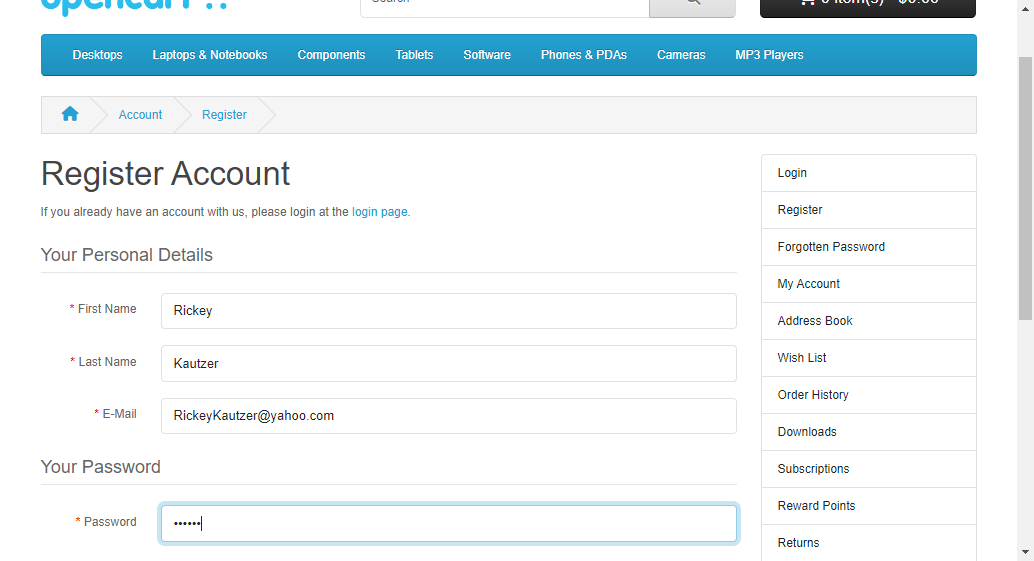 opencart
Search
0 item(s) - $0.00
Desktops Laptops & Notebooks Components Tablets Software Phones & PDAs Cameras MP3 Players
Account Register
Register Account
If you already have an account with us, please login at the login page.
Your Personal Details
* First Name Rickey
* Last Name Kautzer
* E-Mail RickeyKautzer@yahoo.com
Your Password
* Password ••••••
Login
Register
Forgotten Password
My Account
Address Book
Wish List
Order History
Downloads
Subscriptions
Reward Points
Returns